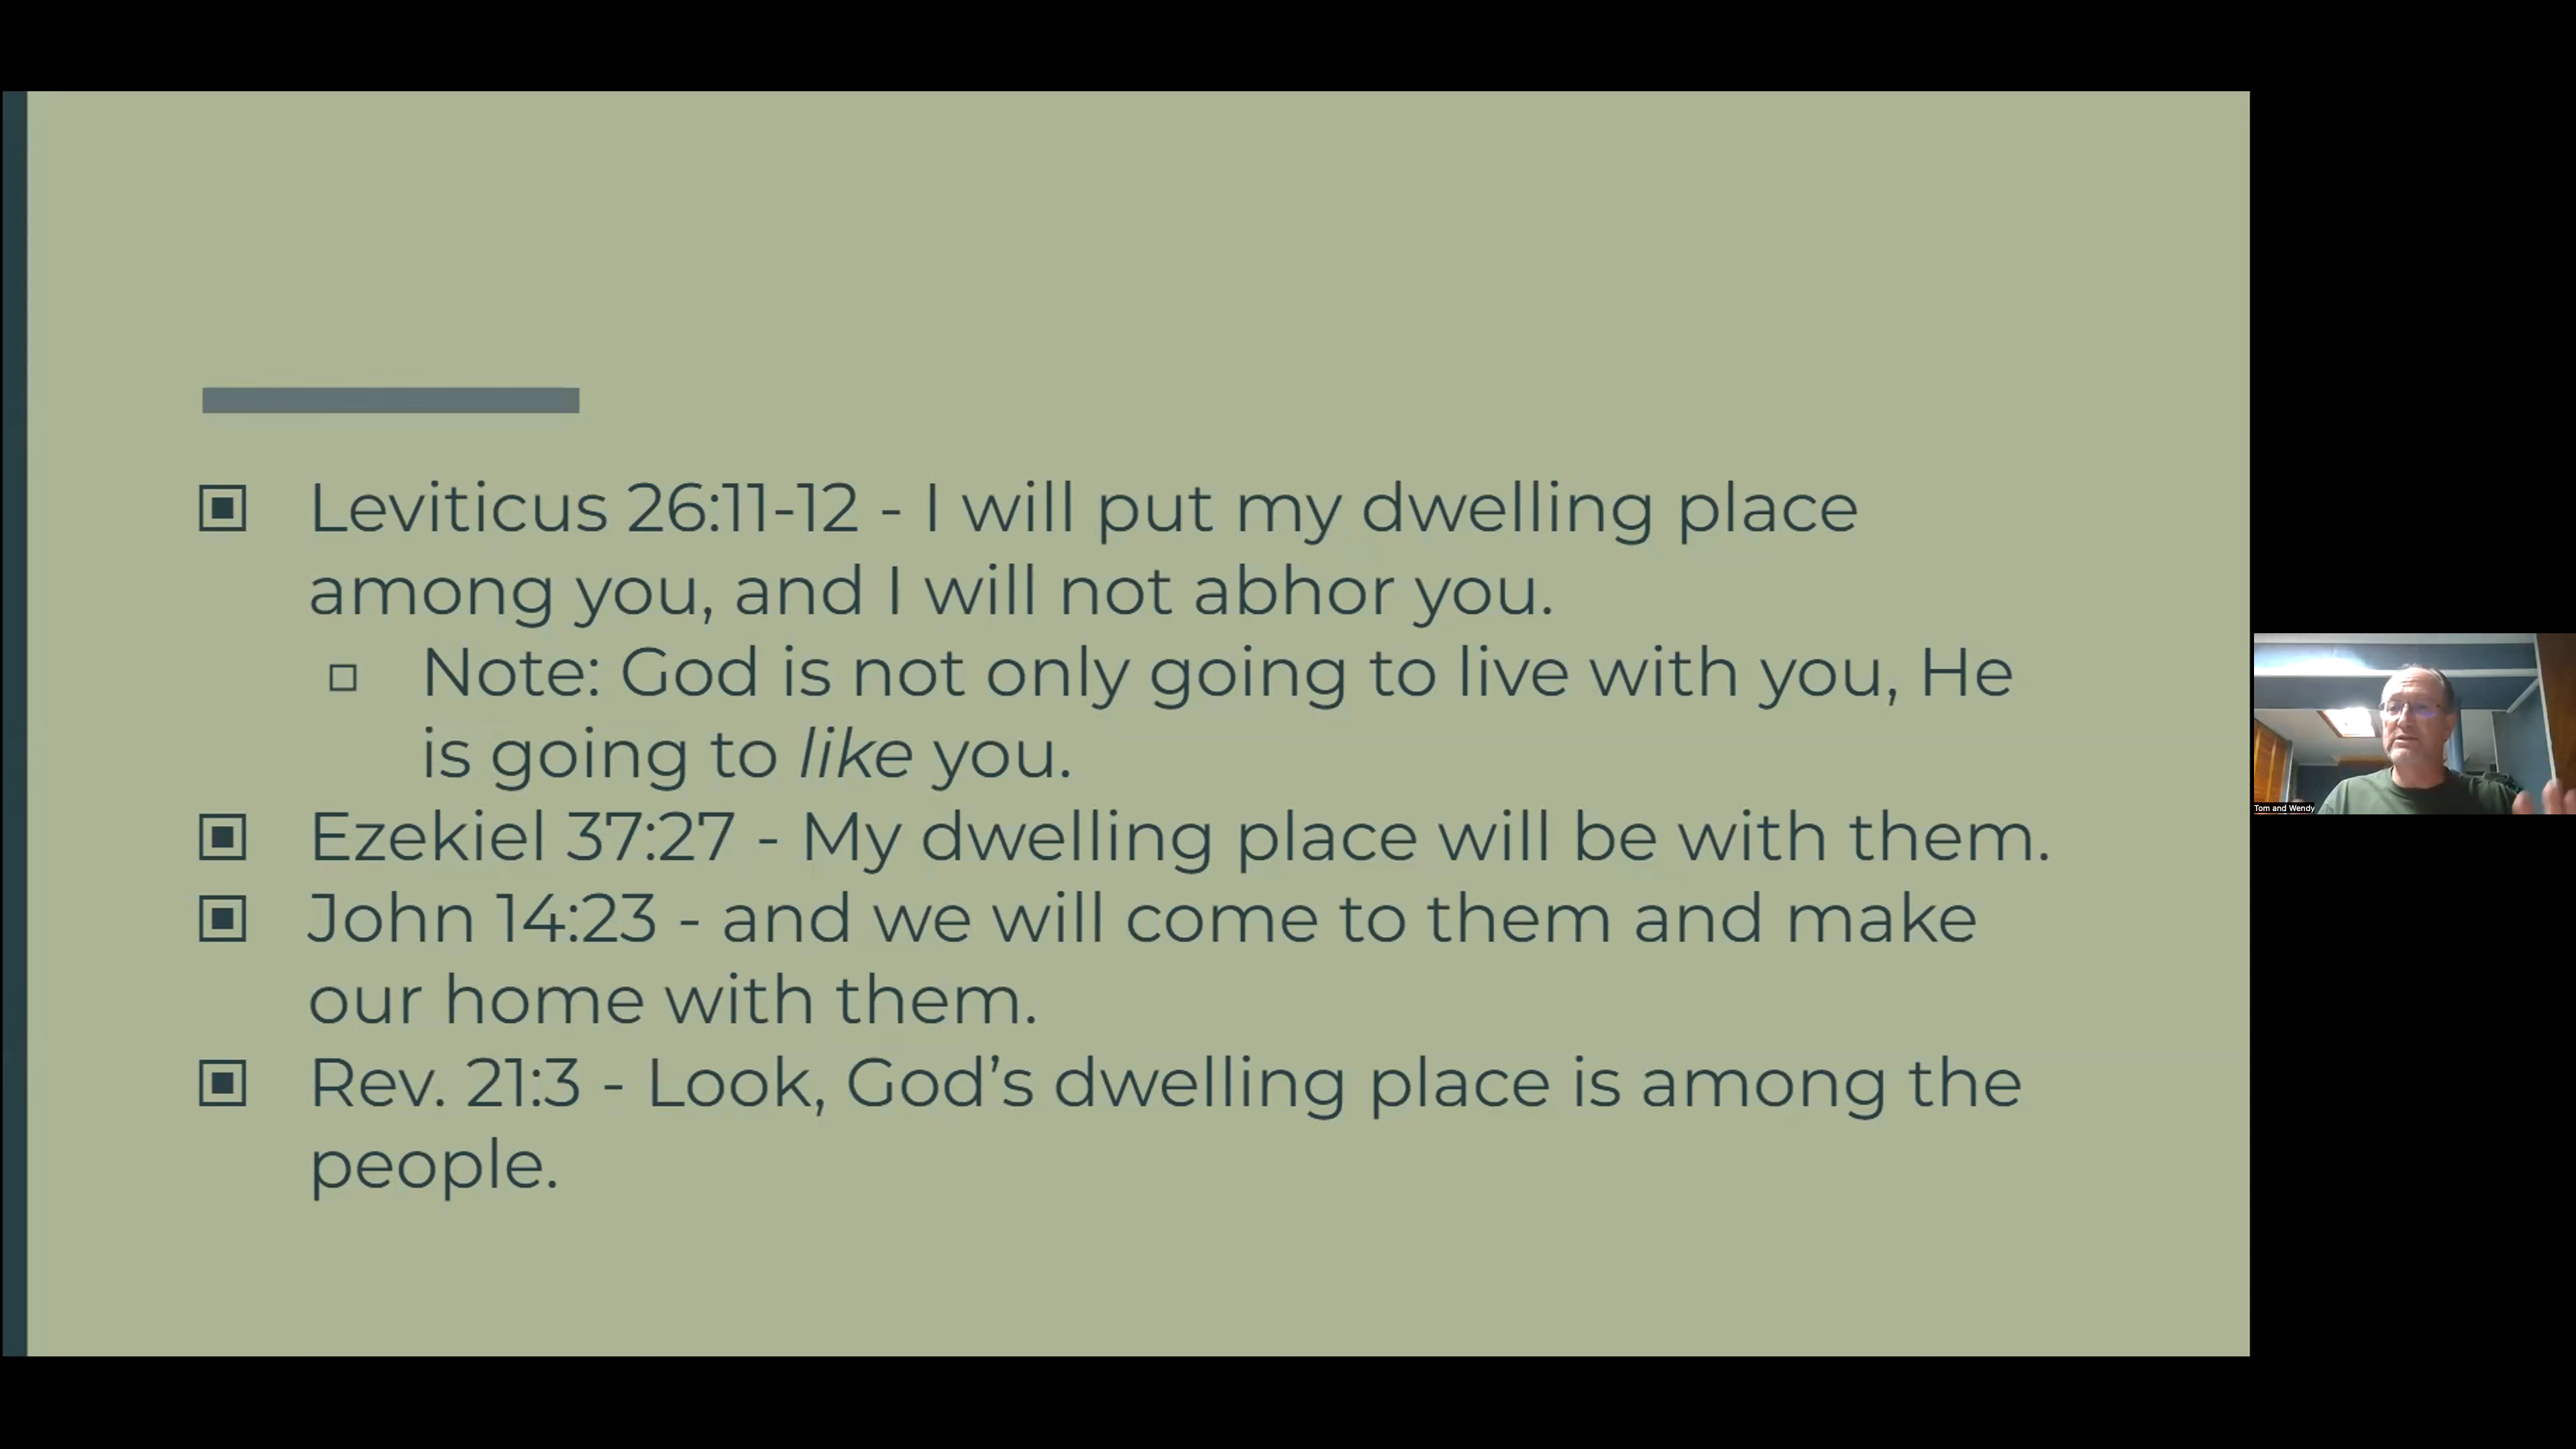 Leviticus 26:11-12 - I will put my dwelling place
among you, and I will not abhor you.
Note: God is not only going to live with you, He
is going to like you.
Ezekiel 37:27 - My dwelling place will be with them.
John 14:23 - and we will come to them and make
our home with them.
Rev. 21:3 - Look, God’s dwelling place is among the
people.
Tom and Wendy